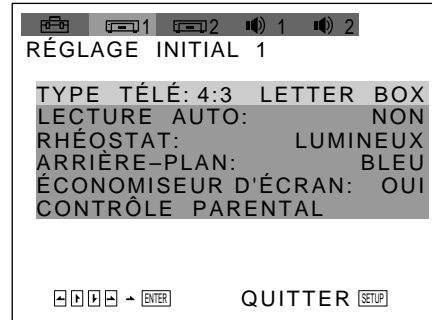 1 2 1 2
RÉGLAGE INITIAL 1
TYPE TÉLÉ: 4:3 LETTER BOX
LECTURE AUTO: NON
RHÉOSTAT: LUMINEUX
ARRIÈRE–PLAN: BLEU
ÉCONOMISEUR D'ÉCRAN: OUI
CONTRÔLE PARENTAL
ENTER QUITTER SETUP